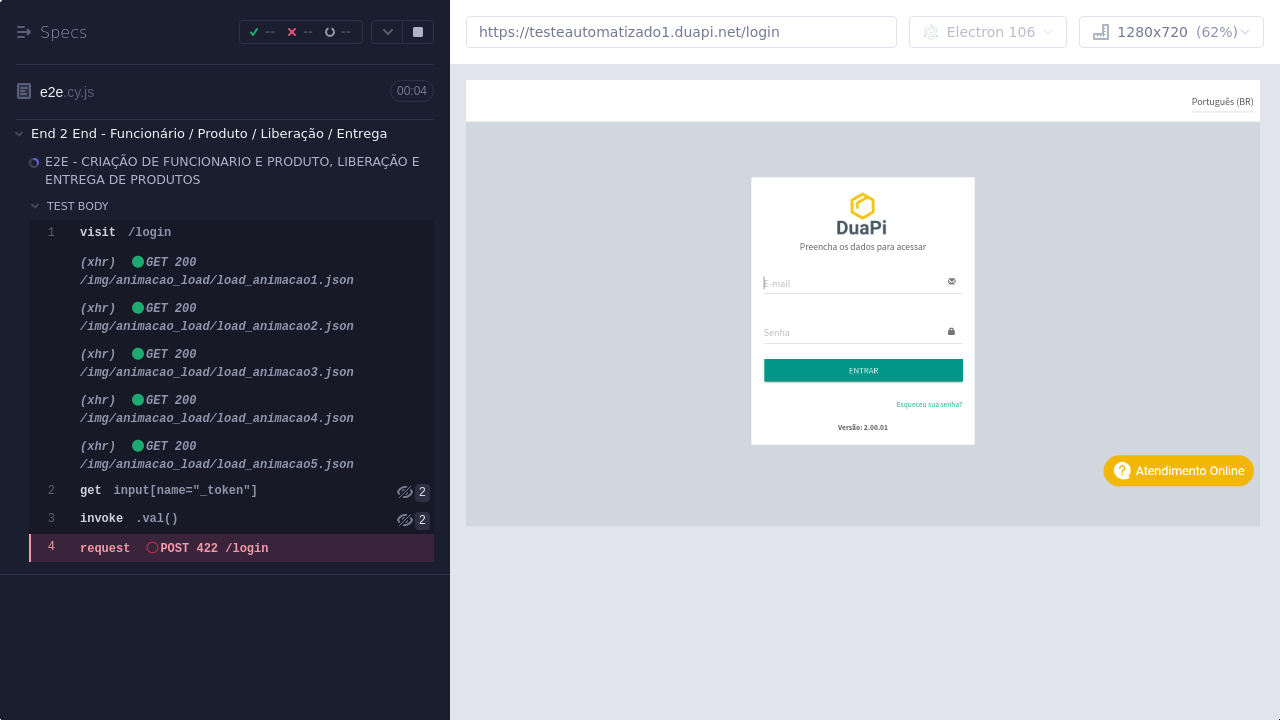 Specs
--
--
--
e2e.cy.js
00:04
End 2 End - Funcionário / Produto / Liberação / Entrega
E2E - CRIAÇÃO DE FUNCIONARIO E PRODUTO, LIBERAÇÃO E
ENTREGA DE PRODUTOS
TEST BODY
1 visit /login
(xhr) GET 200
/img/animacao_load/load_animacao1.json
(xhr) GET 200
/img/animacao_load/load_animacao2.json
(xhr) GET 200
/img/animacao_load/load_animacao3.json
(xhr) GET 200
/img/animacao_load/load_animacao4.json
(xhr) GET 200
/img/animacao_load/load_animacao5.json
2 get input[name="_token"] 2
3 invoke .val() 2
4 request POST 422 /login
https://testeautomatizado1.duapi.net/login
Electron 106
1280x720 (62%)
Português (BR)
DuaPi
Preencha os dados para acessar
E-mail
Senha
ENTRAR
Esqueceu sua senha?
Versão: 2.00.01
Atendimento Online